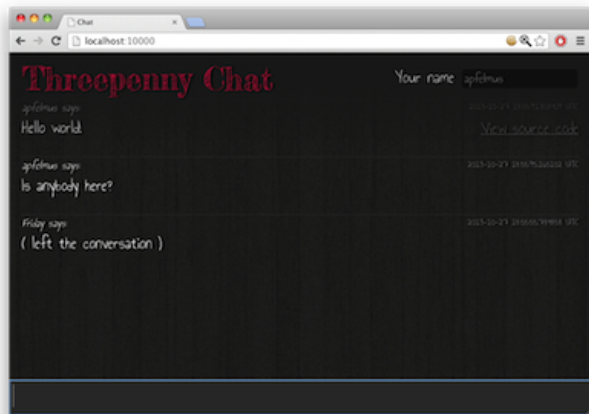 Chat
localhost:10000
Threepenny Chat
Your name
apfelmus
apfelmus says:
Hello world!
View source code
apfelmus says:
Is anybody here?
Friday says:
( left the conversation )